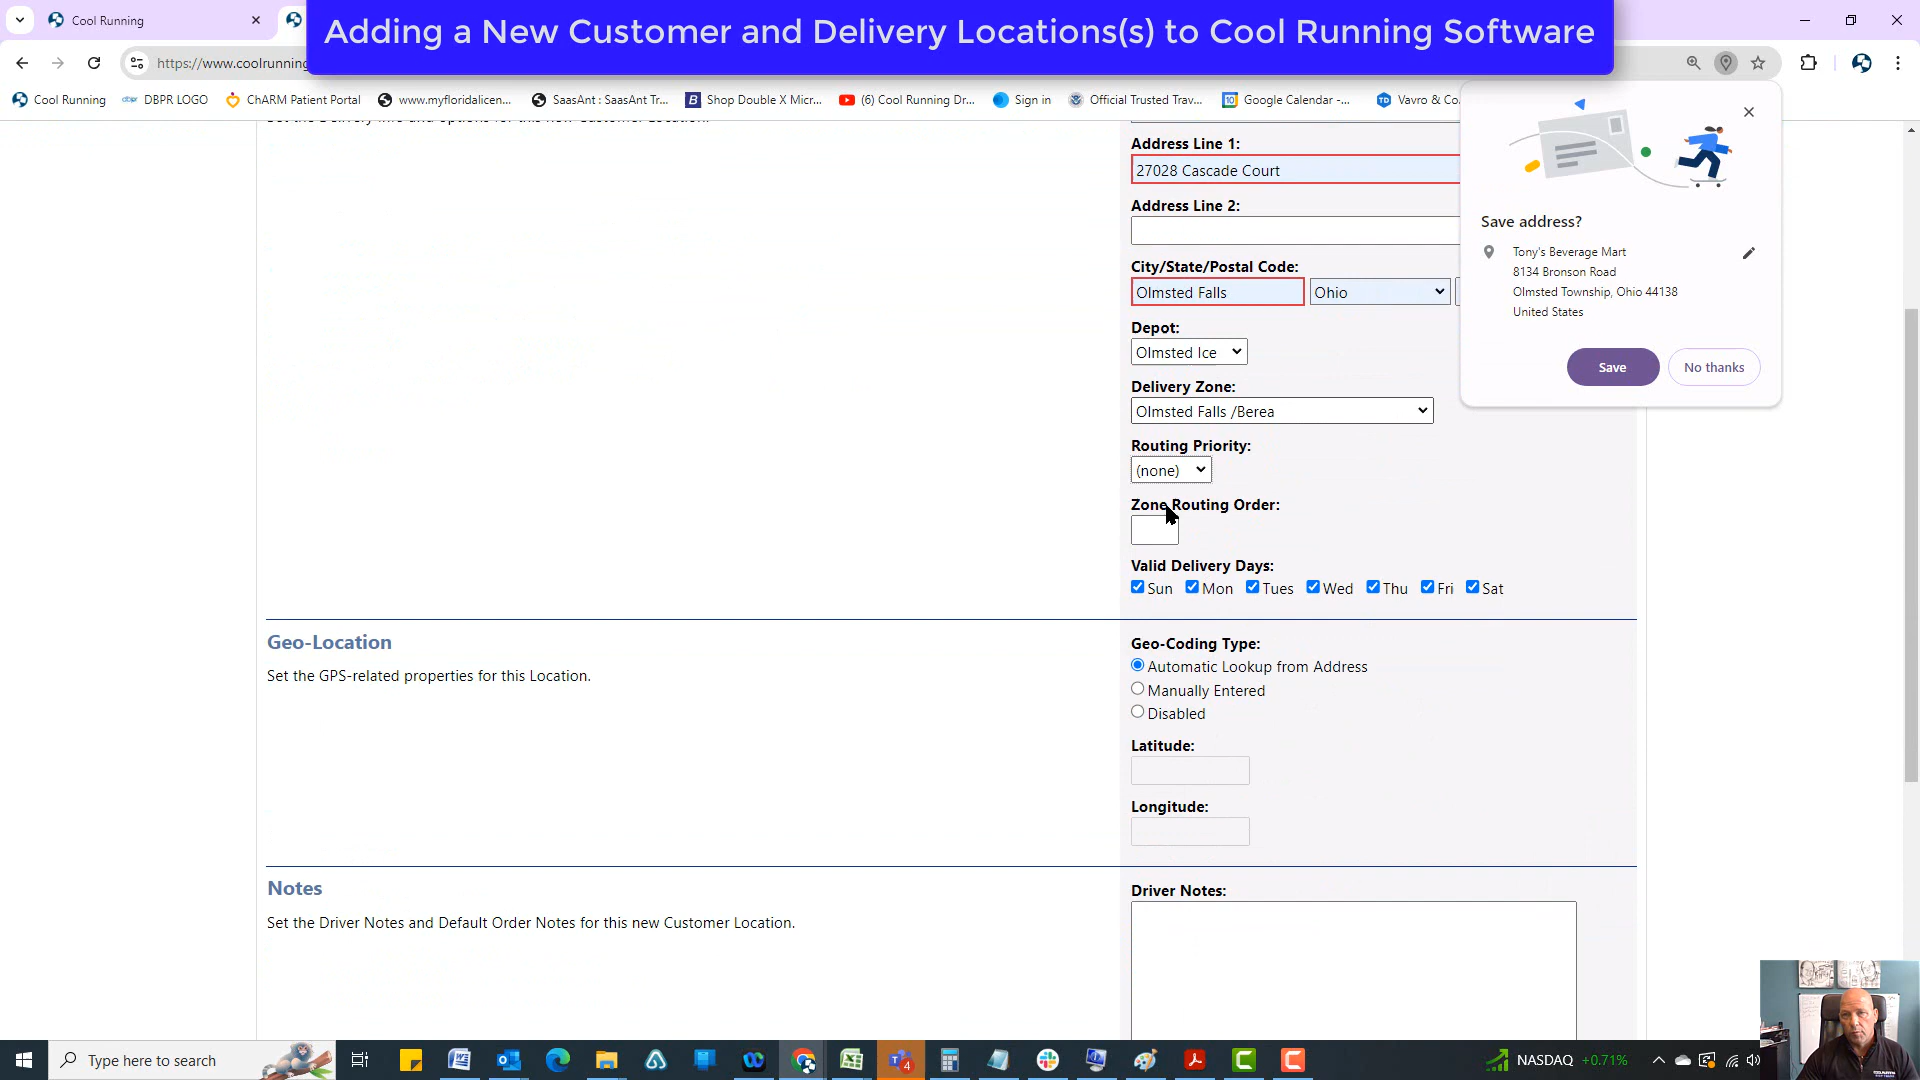 Cool Running
Adding a New Customer and Delivery Locations(s) to Cool Running Software
https://www.coolrunning
Cool Running
DBPR LOGO
ChARM Patient Portal
www.myfloridalicen...
SaasAnt : SaasAnt Tr...
Shop Double X Micr...
(6) Cool Running Dr...
Sign in
Official Trusted Trav...
Google Calendar -...
Vavro & Co.
Address Line 1:
27028 Cascade Court
Address Line 2:
City/State/Postal Code:
Olmsted Falls
Ohio
Depot:
Olmsted Ice
Delivery Zone:
Olmsted Falls /Berea
Routing Priority:
(none)
Zone Routing Order:
Valid Delivery Days:
Sun Mon Tues Wed Thu Fri Sat
Save address?
Tony's Beverage Mart
8134 Bronson Road
Olmsted Township, Ohio 44138
United States
Save
No thanks
Geo-Location
Set the GPS-related properties for this Location.
Geo-Coding Type:
Automatic Lookup from Address
Manually Entered
Disabled
Latitude:
Longitude:
Notes
Set the Driver Notes and Default Order Notes for this new Customer Location.
Driver Notes:
Type here to search
4
NASDAQ +0.71%